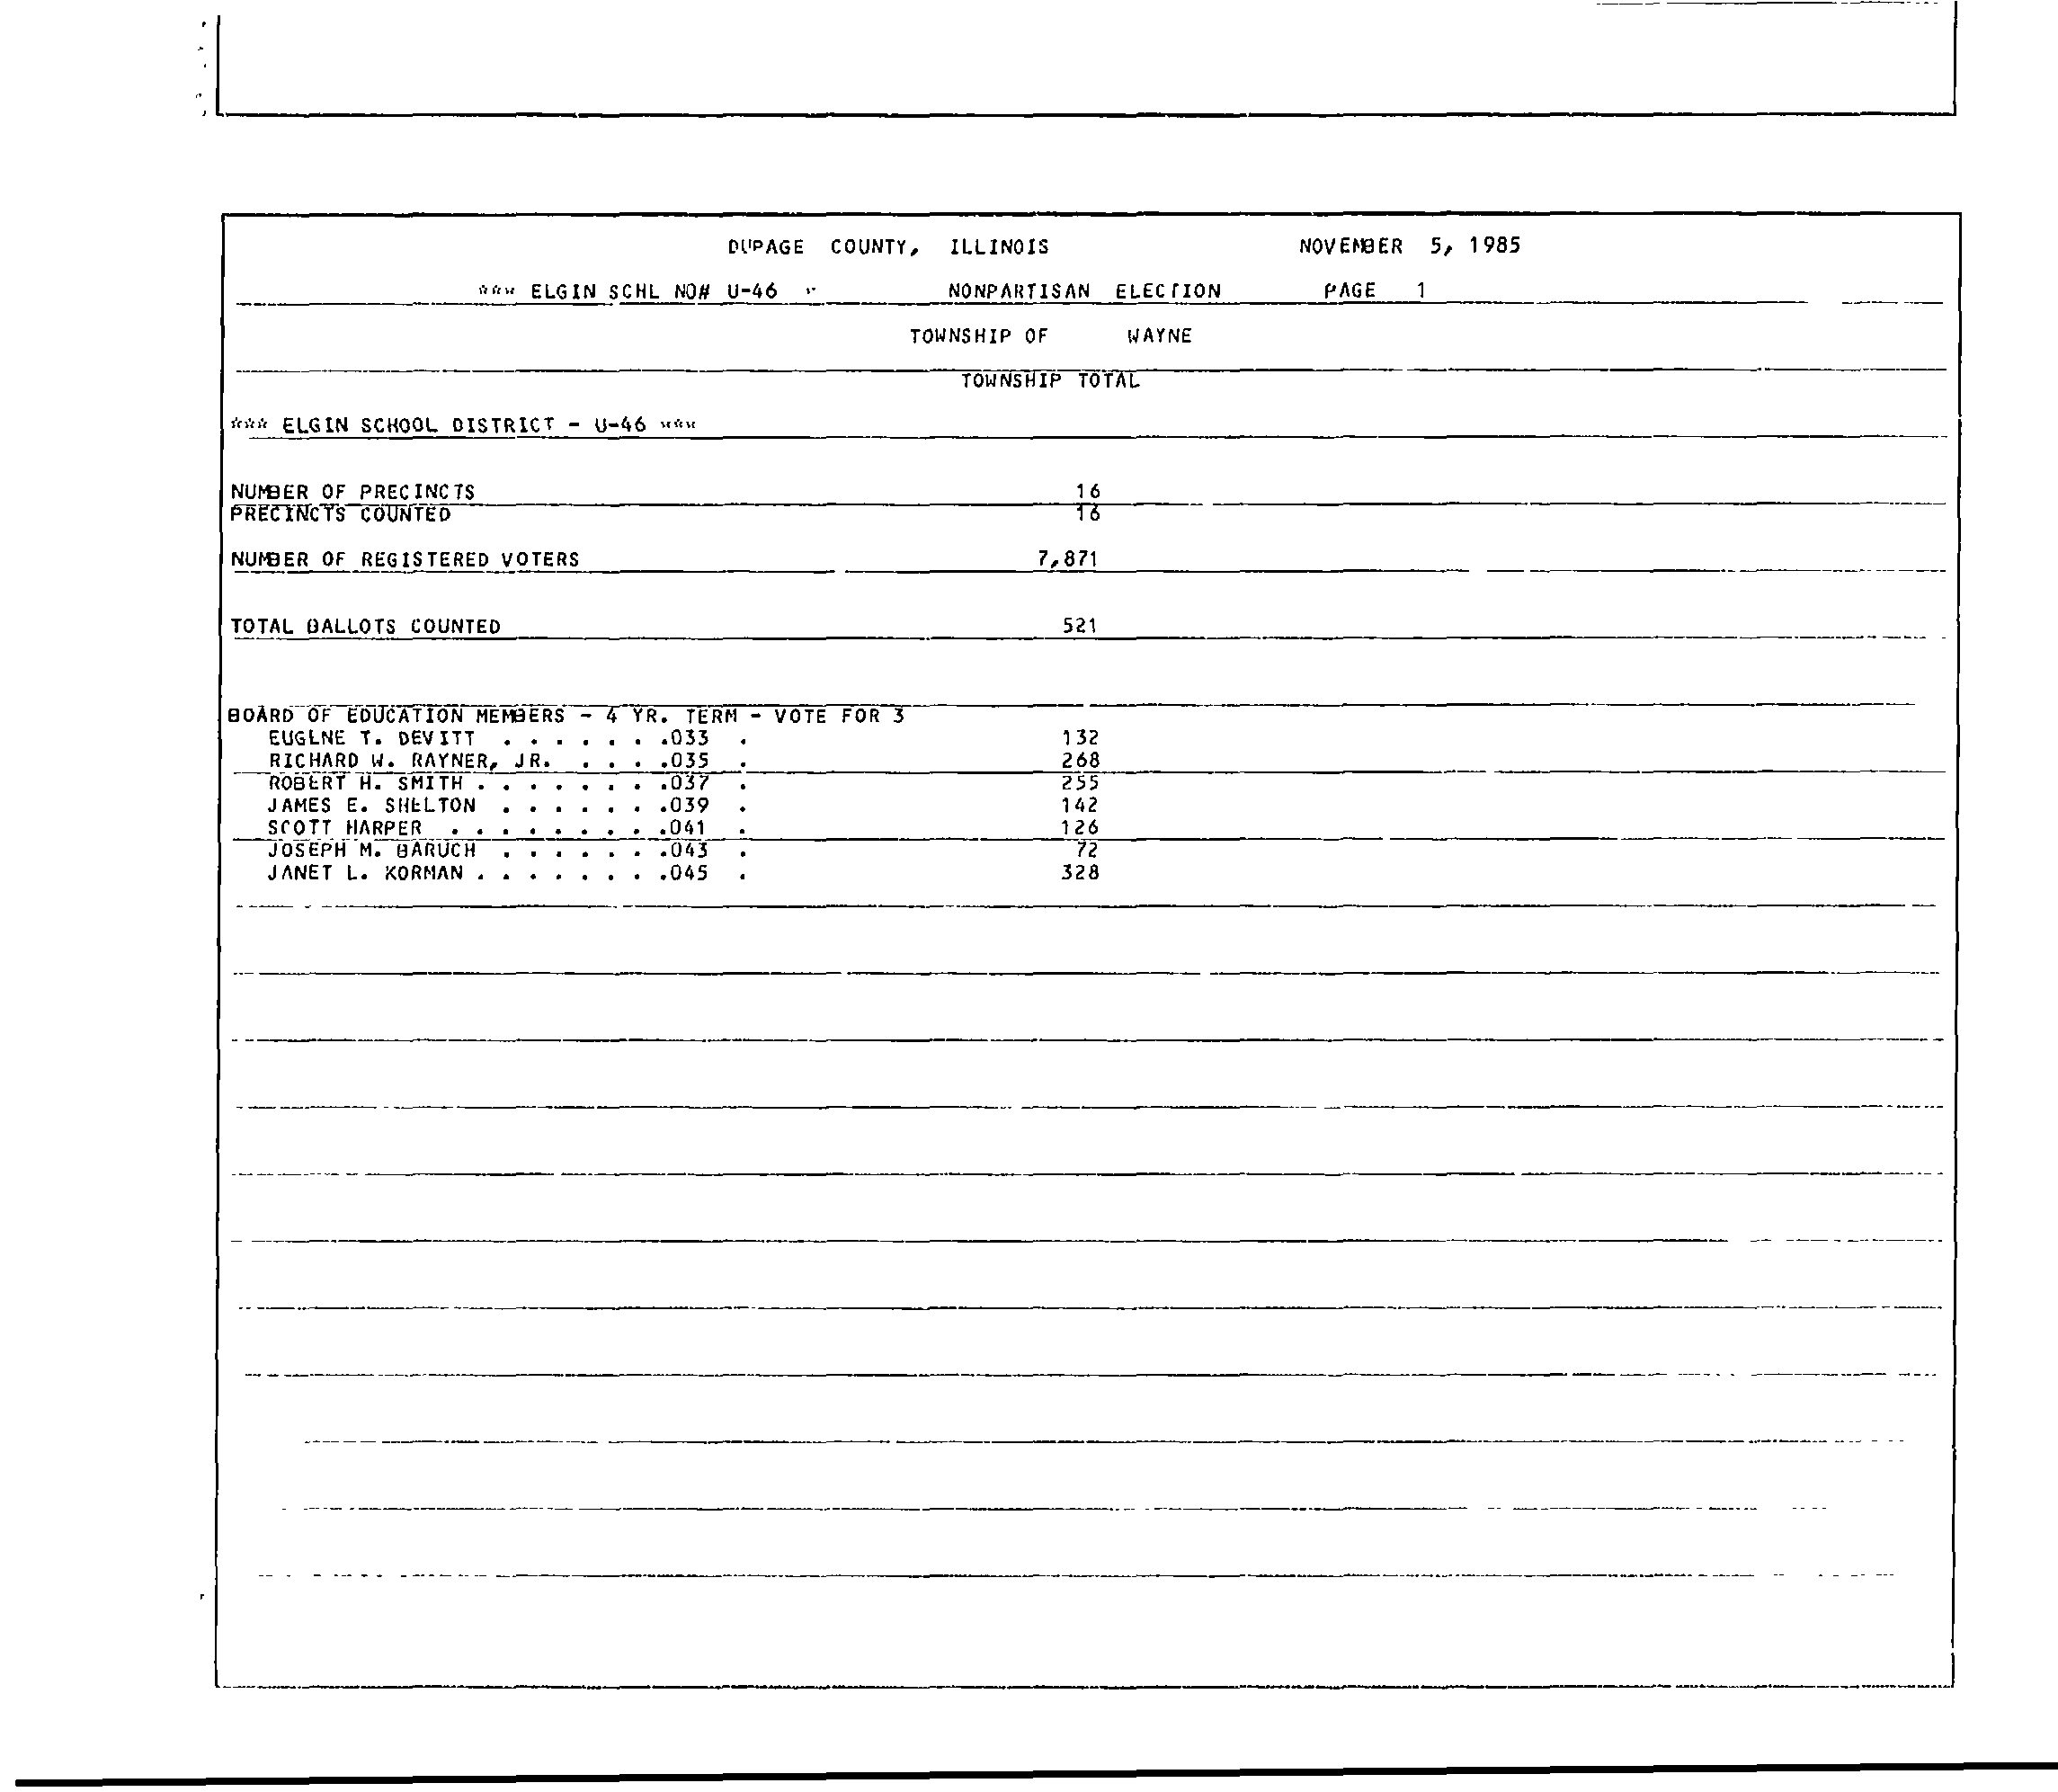 DUPAGE COUNTY, ILLINOIS NOVEMBER 5, 1985
*** ELGIN SCHL NO# U-46 * NONPARTISAN ELECTION PAGE 1
TOWNSHIP OF WAYNE
TOWNSHIP TOTAL
*** ELGIN SCHOOL DISTRICT - U-46 ***
NUMBER OF PRECINCTS 16
PRECINCTS COUNTED 16
NUMBER OF REGISTERED VOTERS 7,871
TOTAL BALLOTS COUNTED 521
BOARD OF EDUCATION MEMBERS - 4 YR. TERM - VOTE FOR 3
EUGENE T. DEVITT . . . . . . .033 . 132
RICHARD W. RAYNER, JR. . . . .035 . 268
ROBERT H. SMITH . . . . . . . .037 . 255
JAMES E. SHELTON . . . . . . .039 . 142
SCOTT HARPER . . . . . . . . .041 . 126
JOSEPH M. BARUCH . . . . . . .043 . 72
JANET L. KORMAN . . . . . . . .045 . 328